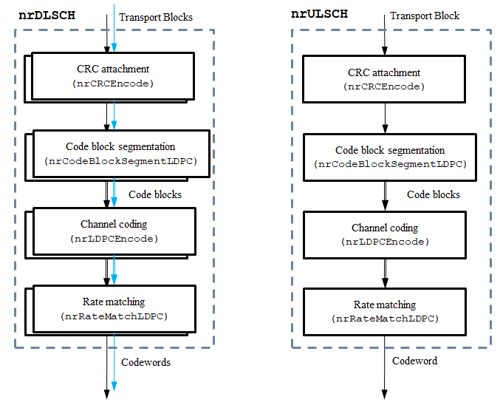 nrDLSCH
Transport Blocks
CRC attachment
(nrCRCEncode)
Code block segmentation
(nrCodeBlockSegmentLDPC)
Code blocks
Channel coding
(nrLDPCEncode)
Rate matching
(nrRateMatchLDPC)
Codewords
nrULSCH
Transport Block
CRC attachment
(nrCRCEncode)
Code block segmentation
(nrCodeBlockSegmentLDPC)
Code blocks
Channel coding
(nrLDPCEncode)
Rate matching
(nrRateMatchLDPC)
Codeword